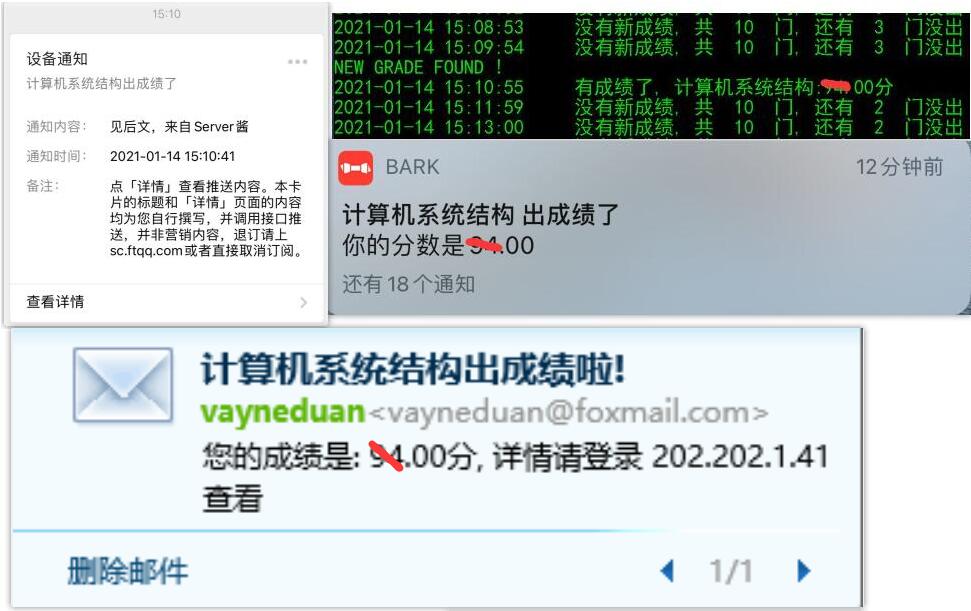 15:10
设备通知
计算机系统结构出成绩了
通知内容： 见后文，来自Server酱
通知时间： 2021-01-14 15:10:41
备注： 点「详情」查看推送内容。本卡
片的标题和「详情」页面的内容
均为您自行撰写，并调用接口推
送，并非营销内容，退订请上
sc.ftqq.com或者直接取消订阅。
查看详情
2021-01-14 15:08:53 没有新成绩，共 10 门，还有 3 门没出
2021-01-14 15:09:54 没有新成绩，共 10 门，还有 3 门没出
NEW GRADE FOUND !
2021-01-14 15:10:55 有成绩了，计算机系统结构:.00分
2021-01-14 15:11:59 没有新成绩，共 10 门，还有 2 门没出
2021-01-14 15:13:00 没有新成绩，共 10 门，还有 2 门没出
BARK 12分钟前
计算机系统结构 出成绩了
你的分数是94.00
还有18个通知
计算机系统结构出成绩啦!
vayneduan<vayneduan@foxmail.com>
您的成绩是: 94.00分, 详情请登录 202.202.1.41
查看
删除邮件 1/1